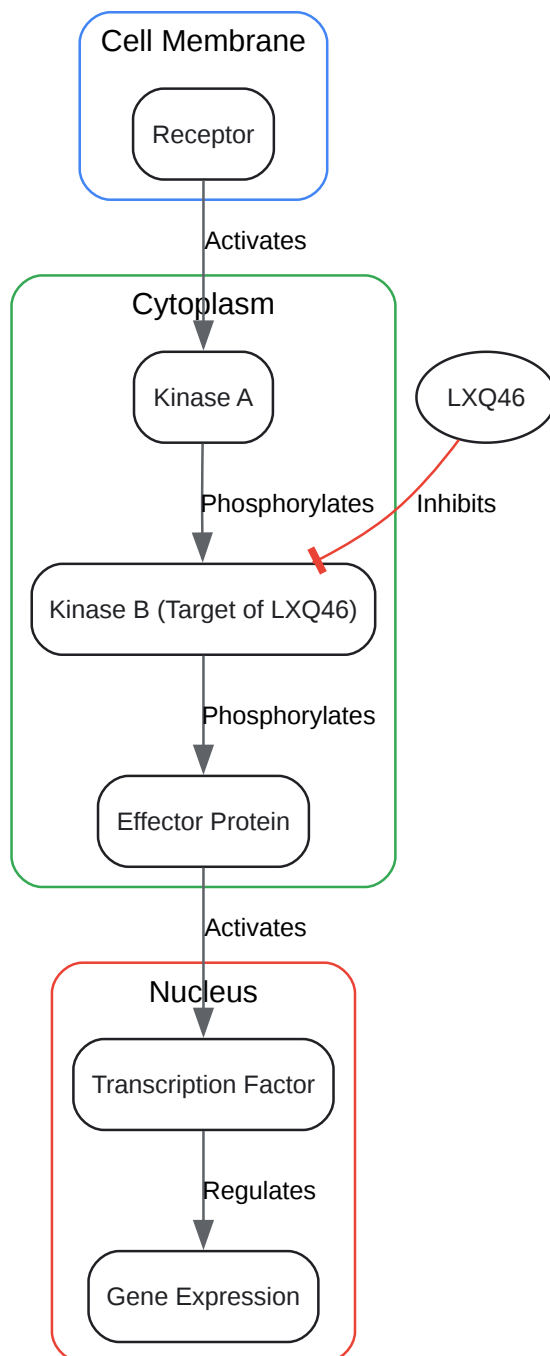 Cell Membrane
Receptor
Activates
Cytoplasm
Kinase A
LXQ46
Phosphorylates
Inhibits
Kinase B (Target of LXQ46)
Phosphorylates
Effector Protein
Activates
Nucleus
Transcription Factor
Regulates
Gene Expression